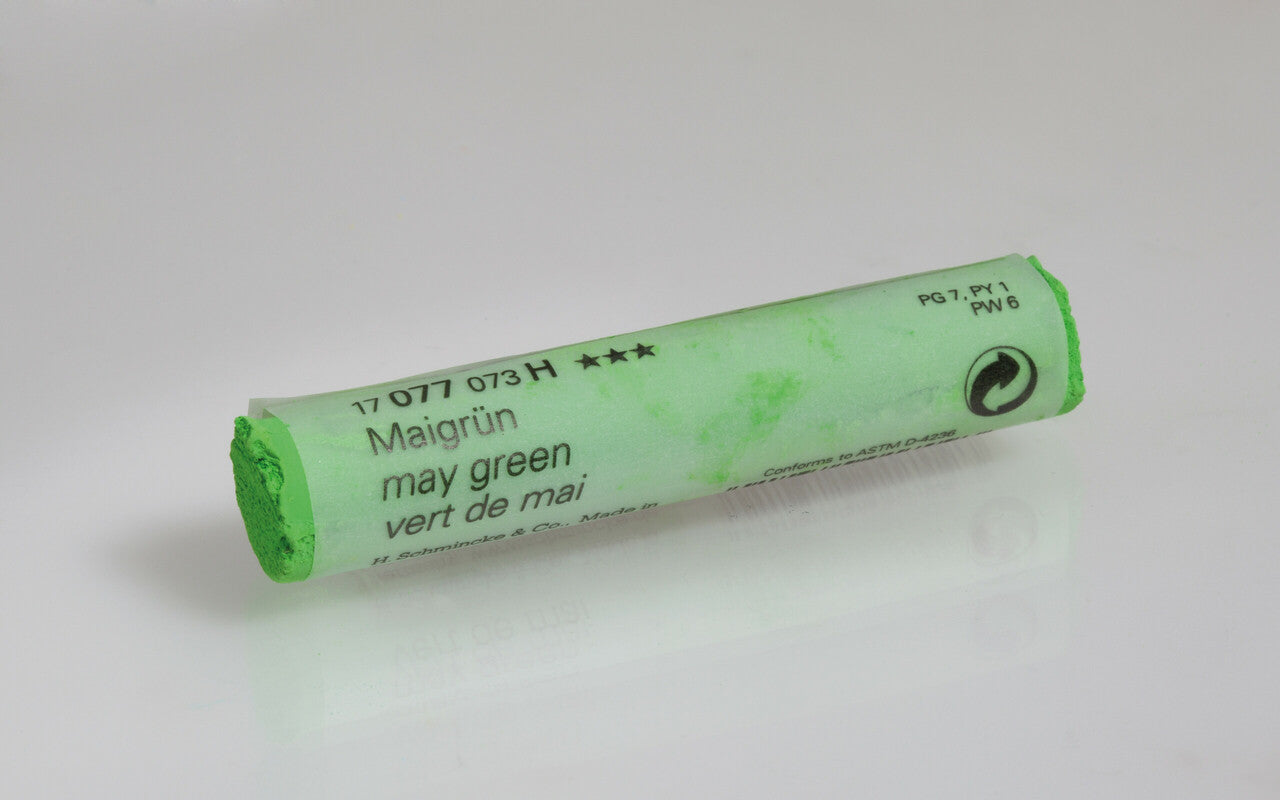 17 077 073 H ★★★
Maigrün
may green
vert de mai
H. Schmincke & Co., Made in
PG 7, PY 1
PW 6
Conforms to ASTM D-4236